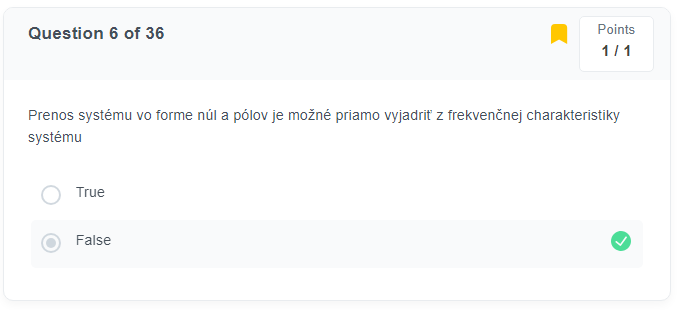 Question 6 of 36
Points
1 / 1
Prenos systému vo forme núl a pólov je možné priamo vyjadriť z frekvenčnej charakteristiky
systému
True
False